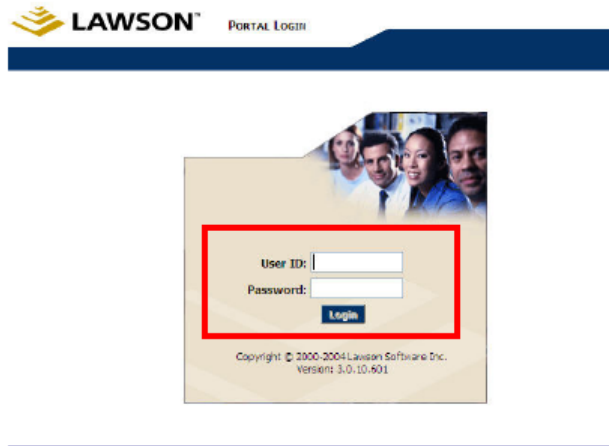 LAWSON™ PORTAL LOGIN
User ID:
Password:
Login
Copyright © 2000-2004 Lawson Software Inc.
Version: 3.0.10.601